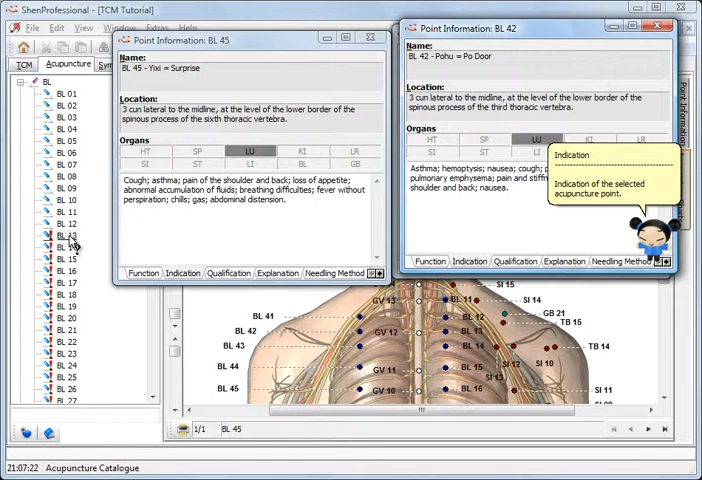 ShenProfessional - [TCM Tutorial]
File Edit View
TCM Acupuncture
BL
BL 01
BL 02
BL 03
BL 04
BL 05
BL 06
BL 07
BL 08
BL 09
BL 10
BL 11
BL 12
BL 13
BL 15
BL 16
BL 17
BL 18
BL 19
BL 20
BL 21
BL 22
BL 23
BL 24
BL 25
BL 26
BL 27
Point Information: BL 45
Name:
BL 45 - Yixi = Surprise
Location:
3 cun lateral to the midline, at the level of the lower border of the
spinous process of the sixth thoracic vertebra.
Organs
HT SP LU KI LR
SI ST LI BL GB
Cough; asthma; pain of the shoulder and back; loss of appetite;
abnormal accumulation of fluids; breathing difficulties; fever without
perspiration; chills; gas; abdominal distension.
Function Indication Qualification Explanation Needling Method
Point Information: BL 42
Name:
BL 42 - Pohu = Po Door
Location:
3 cun lateral to the midline, at the level of the lower border of the
spinous process of the third thoracic vertebra.
Organs
HT SP LU KI LR
SI ST LI
Asthma; hemoptysis; nausea; cough;
pulmonary emphysema; pain and
shoulder and back; nausea.
Function Indication Qualification Explanation Needling Method
Indication
Indication of the selected
acupuncture point.
Point Information
GV 13 BL 11 SI 14
BL 41 GB 21
TB 15
BL 42 GV 12 BL 13
BL 43 BL 14 TB 14
SI 12 SI 10
BL 44 GV 11 BL 15
SI 13
BL 45 GV 10 BL 16 SI 11
1/1 BL 45
21:07:22 Acupuncture Catalogue